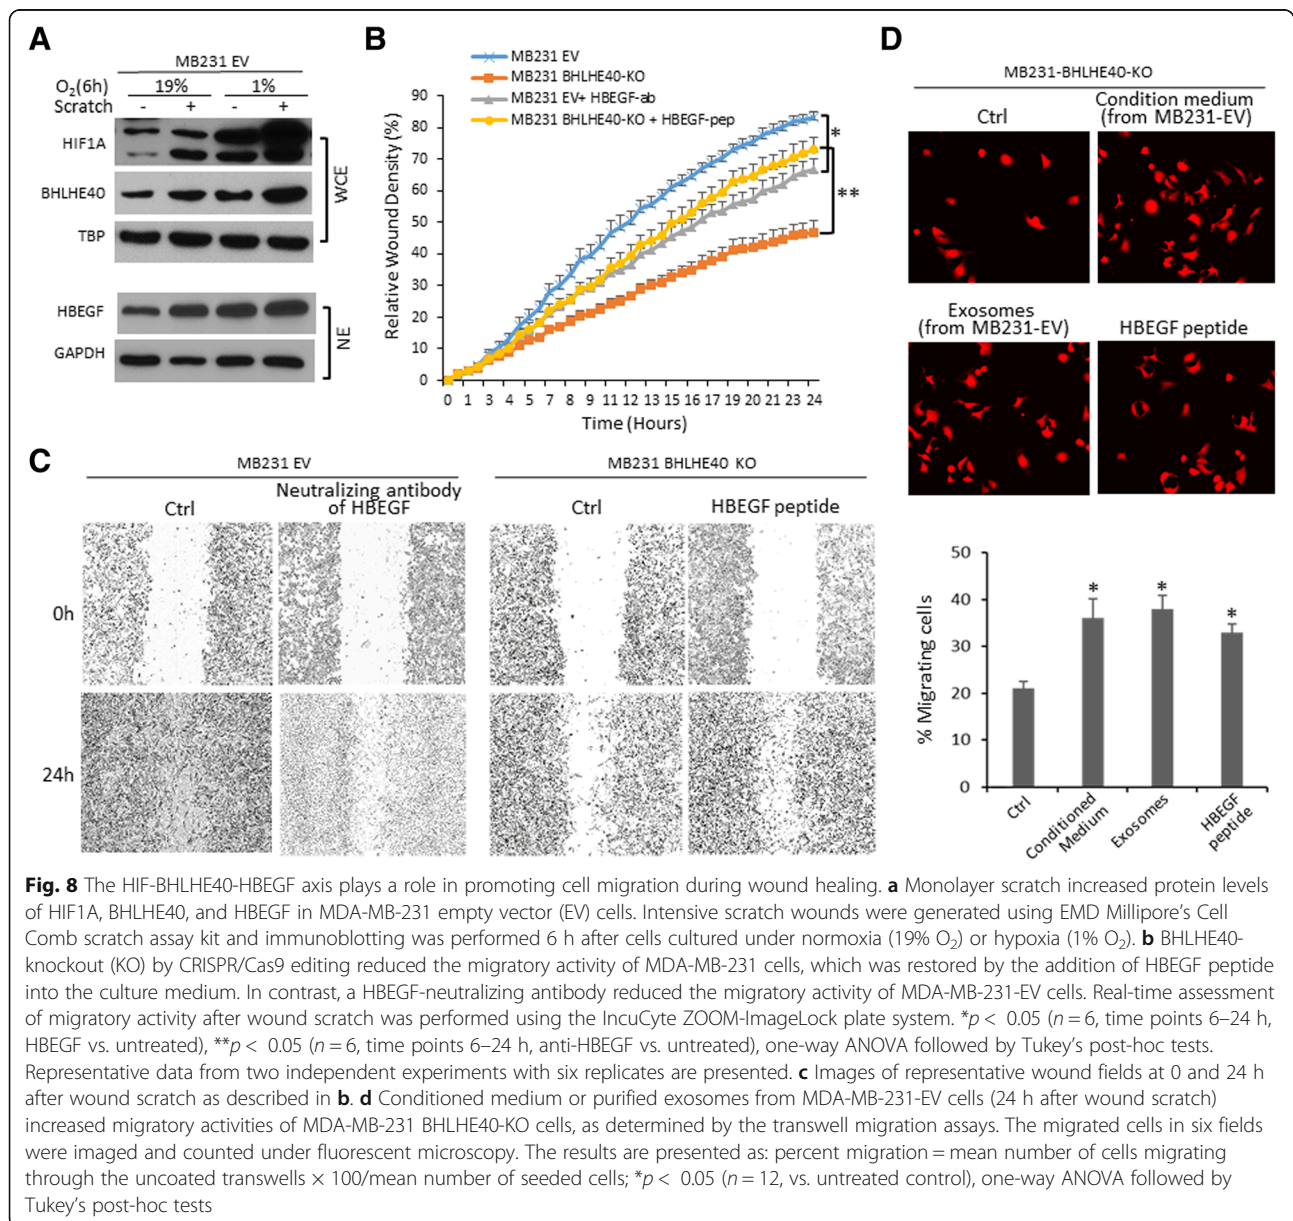 A
MB231 EV
O₂(6h) 19% 1%
Scratch - + - +
HIF1A
BHLHE40
TBP
WCE
HBEGF
GAPDH
NE
B
MB231 EV
MB231 BHLHE40-KO
MB231 EV+ HBEGF-ab
MB231 BHLHE40-KO + HBEGF-pep
Relative Wound Density (%)
90
80
70
60
50
40
30
20
10
0
*
**
0 1 3 4 5 7 8 9 11 12 13 15 16 17 19 20 21 23 24
Time (Hours)
C
MB231 EV
Ctrl
Neutralizing antibody
of HBEGF
MB231 BHLHE40 KO
Ctrl
HBEGF peptide
0h
24h
D
MB231-BHLHE40-KO
Ctrl
Condition medium
(from MB231-EV)
Exosomes
(from MB231-EV)
HBEGF peptide
% Migrating cells
50
40
30
20
10
0
* * *
Ctrl
Conditioned
Medium
Exosomes
HBEGF
peptide
Fig. 8 The HIF-BHLHE40-HBEGF axis plays a role in promoting cell migration during wound healing. a Monolayer scratch increased protein levels
of HIF1A, BHLHE40, and HBEGF in MDA-MB-231 empty vector (EV) cells. Intensive scratch wounds were generated using EMD Millipore's Cell
Comb scratch assay kit and immunoblotting was performed 6 h after cells cultured under normoxia (19% O₂) or hypoxia (1% O₂). b BHLHE40-
knockout (KO) by CRISPR/Cas9 editing reduced the migratory activity of MDA-MB-231 cells, which was restored by the addition of HBEGF peptide
into the culture medium. In contrast, a HBEGF-neutralizing antibody reduced the migratory activity of MDA-MB-231-EV cells. Real-time assessment
of migratory activity after wound scratch was performed using the IncuCyte ZOOM-ImageLock plate system. *p < 0.05 (n = 6, time points 6–24 h,
HBEGF vs. untreated), **p < 0.05 (n = 6, time points 6–24 h, anti-HBEGF vs. untreated), one-way ANOVA followed by Tukey's post-hoc tests.
Representative data from two independent experiments with six replicates are presented. c Images of representative wound fields at 0 and 24 h
after wound scratch as described in b. d Conditioned medium or purified exosomes from MDA-MB-231-EV cells (24 h after wound scratch)
increased migratory activities of MDA-MB-231 BHLHE40-KO cells, as determined by the transwell migration assays. The migrated cells in six fields
were imaged and counted under fluorescent microscopy. The results are presented as: percent migration = mean number of cells migrating
through the uncoated transwells × 100/mean number of seeded cells; *p < 0.05 (n = 12, vs. untreated control), one-way ANOVA followed by
Tukey's post-hoc tests